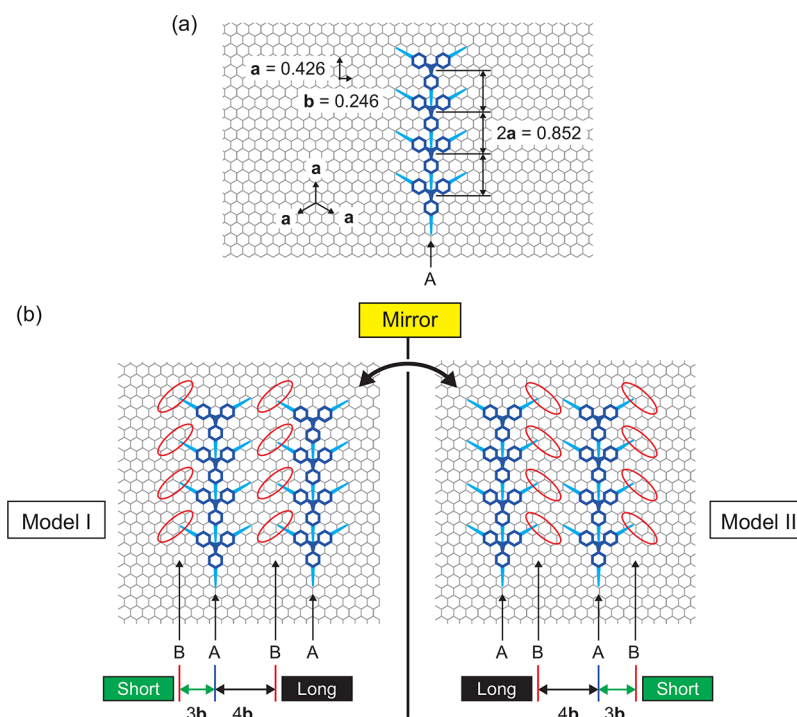 (a)
a = 0.426
b = 0.246
2a = 0.852
a
a a
A
(b)
Mirror
Model I
Model II
B A B A
A B A B
Short Long
Long Short
3b 4b
4b 3b